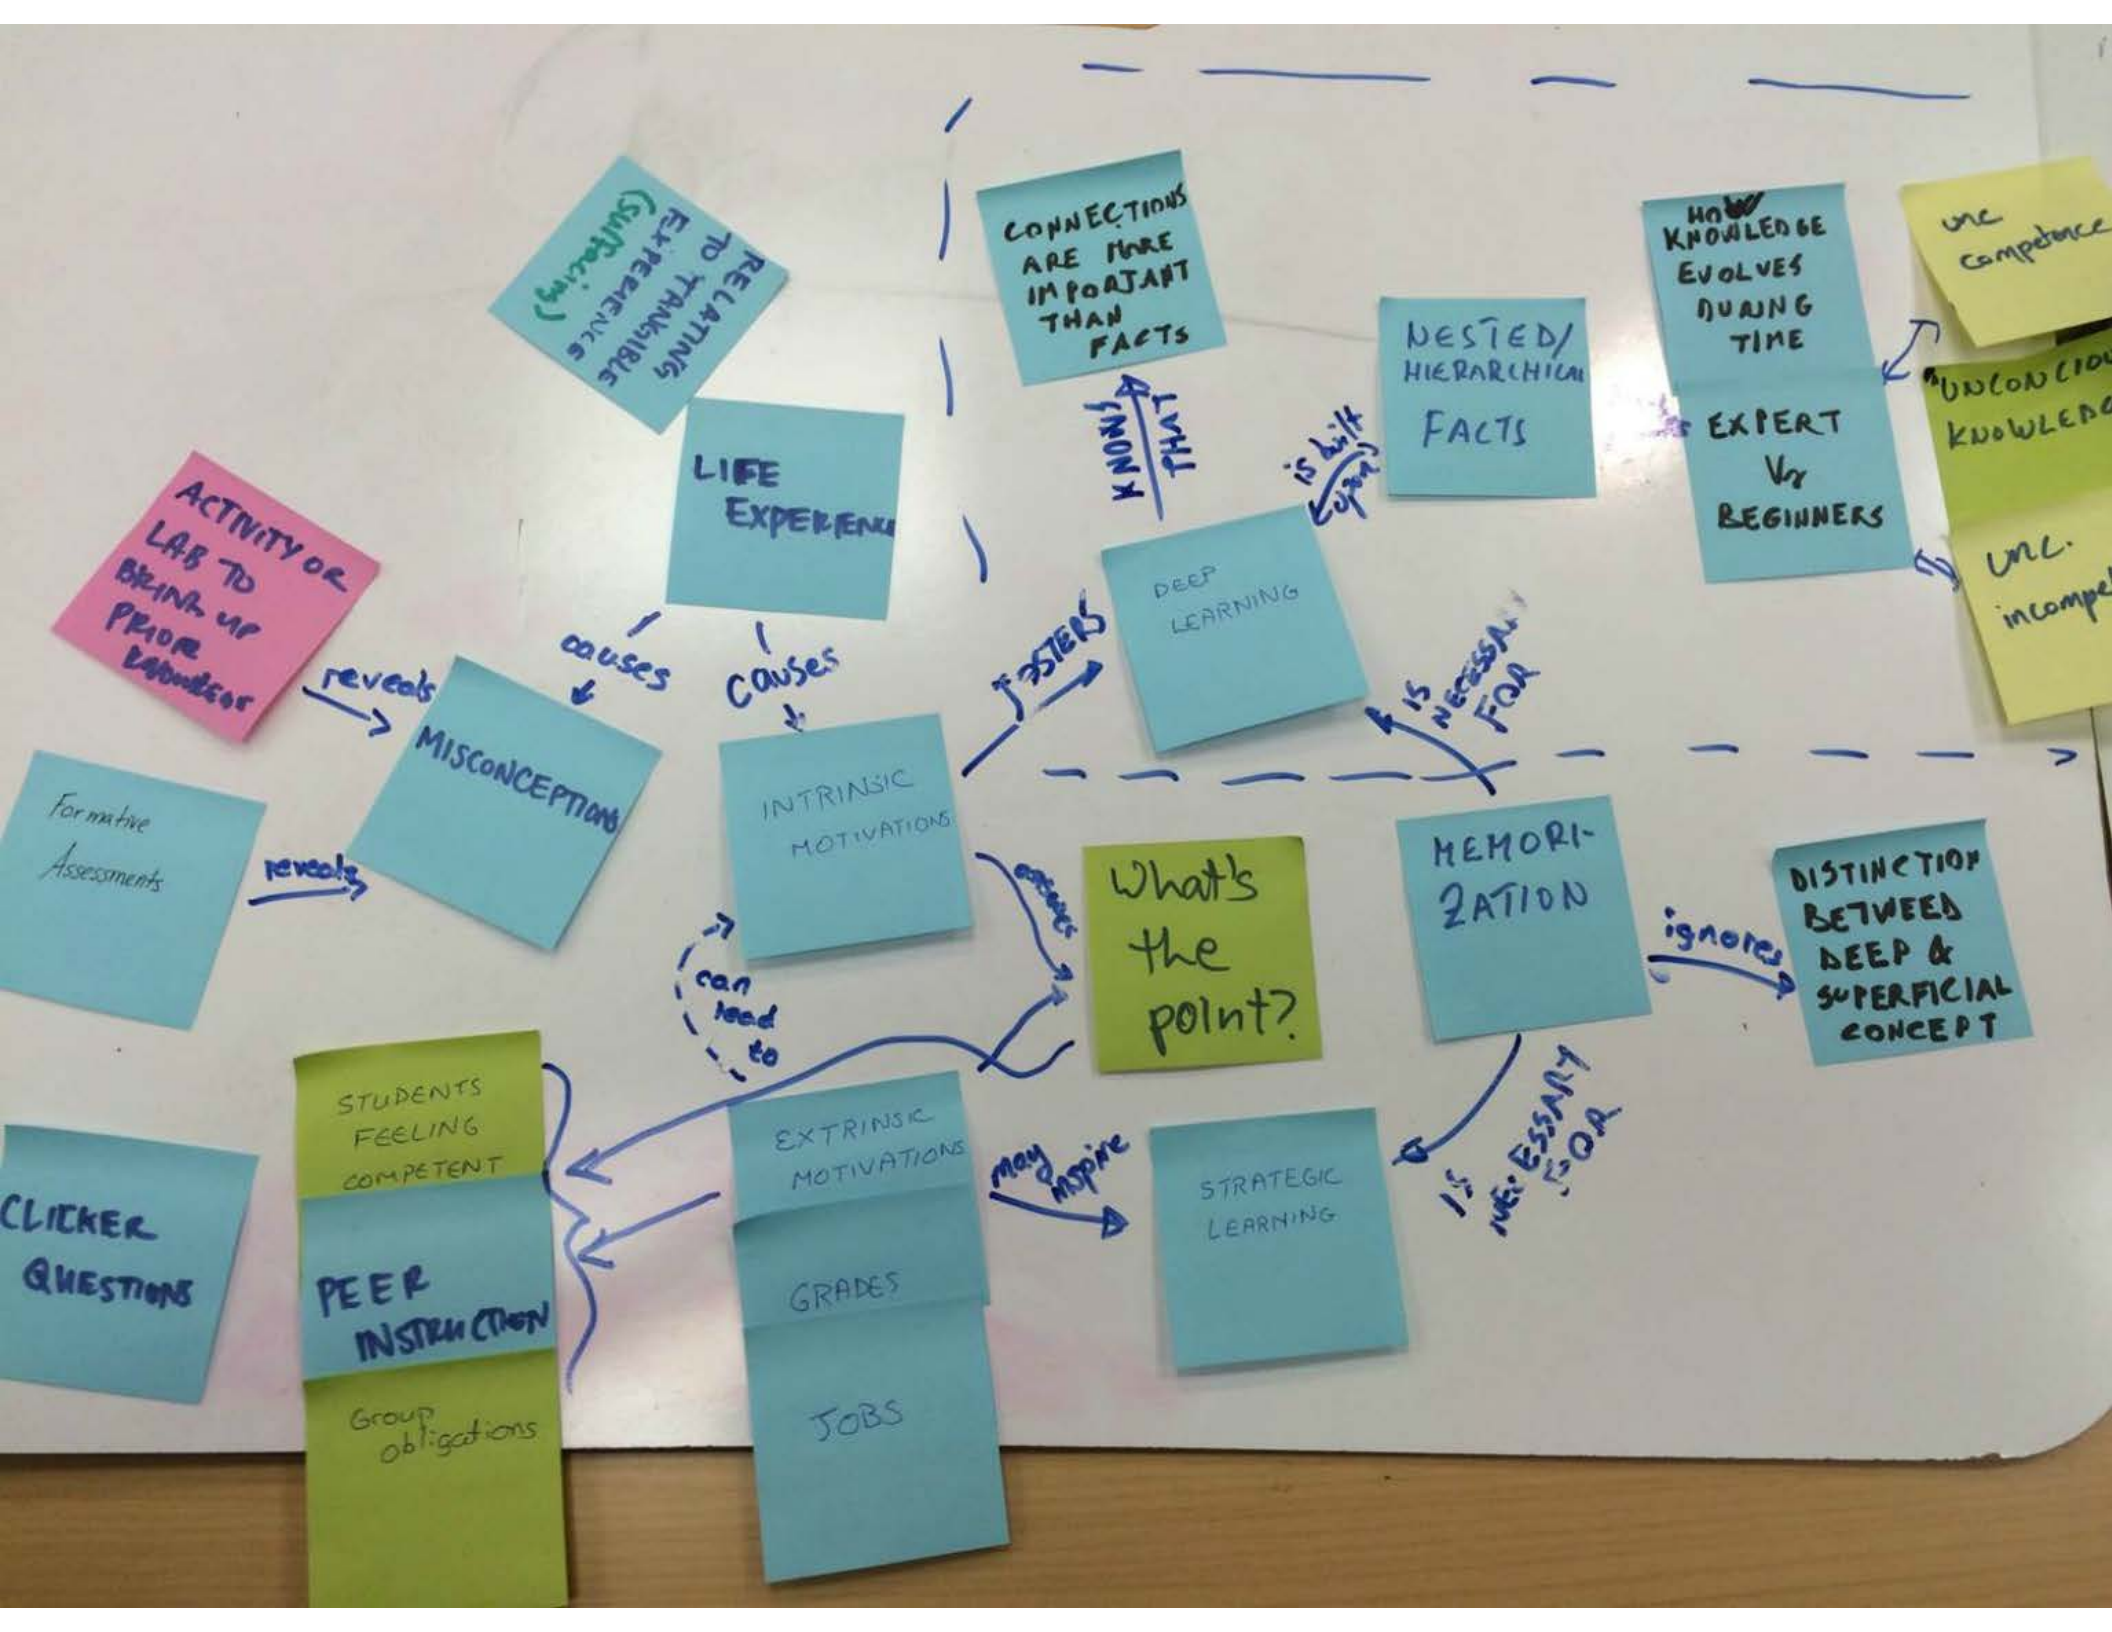 RELATING
TO TANGIBLE
EXPERIENCE
(surfacing)
CONNECTIONS
ARE MORE
IMPORTANT
THAN
FACTS
HOW
KNOWLEDGE
EVOLVES
DURING
TIME
unc
competence
NESTED/
HIERARCHICAL
FACTS
UNCONCIOU
KNOWLEDG
EXPERT
Vs
BEGINNERS
unc.
incompe
KNOWS
THAT
is built
upon
LIFE
EXPERIENCE
ACTIVITY OR
LAB TO
BRING UP
PRIOR
reveals
causes
causes
FOSTERS
DEEP
LEARNING
IS
NECESSARY
FOR
MISCONCEPTIONS
INTRINSIC
MOTIVATIONS
Formative
Assessments
reveals
What's
the
point?
MEMORI-
ZATION
ignores
DISTINCTION
BETWEED
DEEP &
SUPERFICIAL
CONCEPT
can
lead
to
STUDENTS
FEELING
COMPETENT
EXTRINSIC
MOTIVATIONS
may
inspire
STRATEGIC
LEARNING
IS
NECESSARY
FOR
CLICKER
QUESTIONS
PEER
INSTRUCTION
GRADES
Group
obligations
JOBS